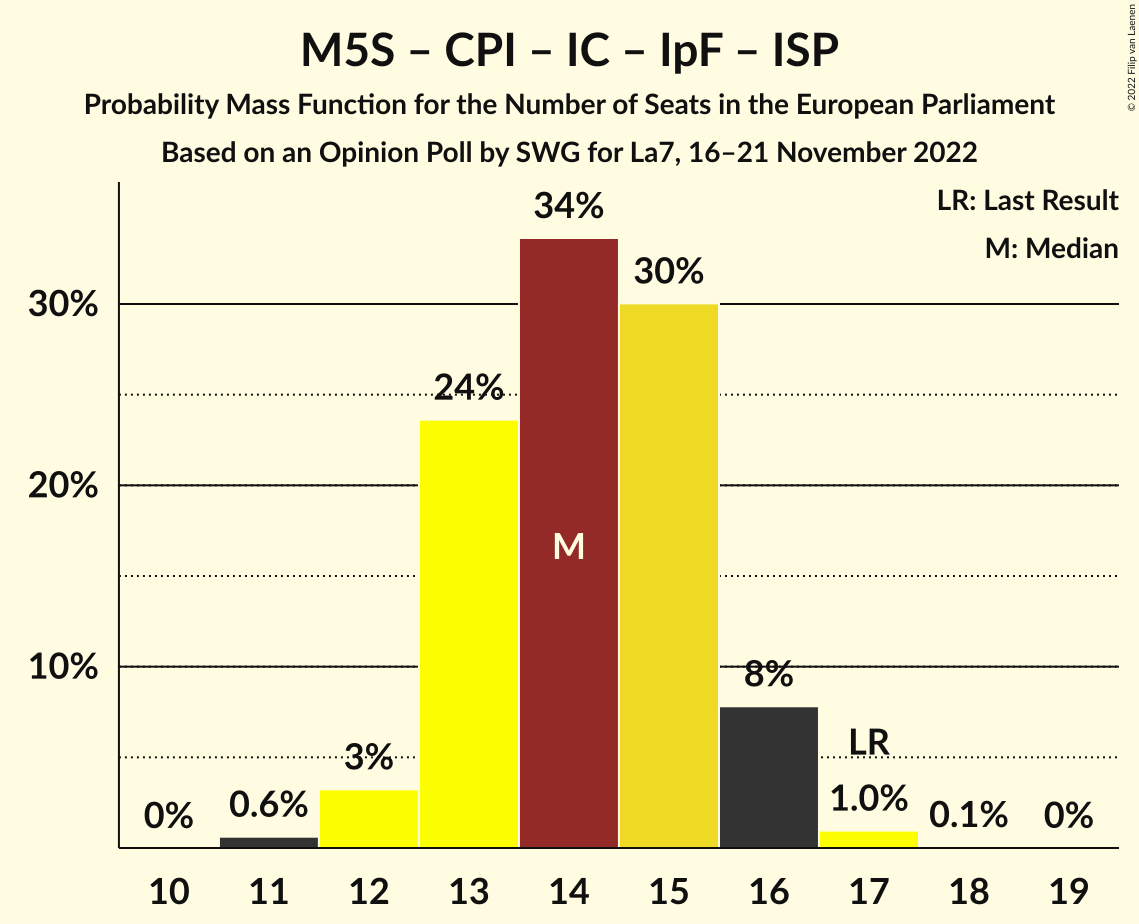 M5S – CPI – IC – IpF – ISP
Probability Mass Function for the Number of Seats in the European Parliament
Based on an Opinion Poll by SWG for La7, 16–21 November 2022
© 2022 Filip van Laenen
LR: Last Result
M: Median
34%
30%
30%
24%
20%
M
10%
8%
LR
3%
1.0%
0%
0.6%
0.1%
0%
10 11 12 13 14 15 16 17 18 19